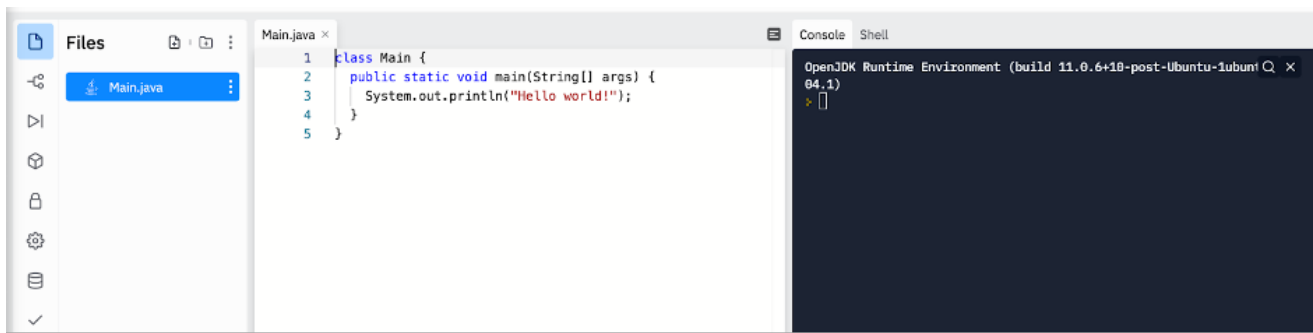 Files
Main.java
Main.java ×
1 class Main {
2 public static void main(String[] args) {
3 System.out.println("Hello world!");
4 }
5 }
Console Shell
OpenJDK Runtime Environment (build 11.0.6+10-post-Ubuntu-1ubunt
04.1)